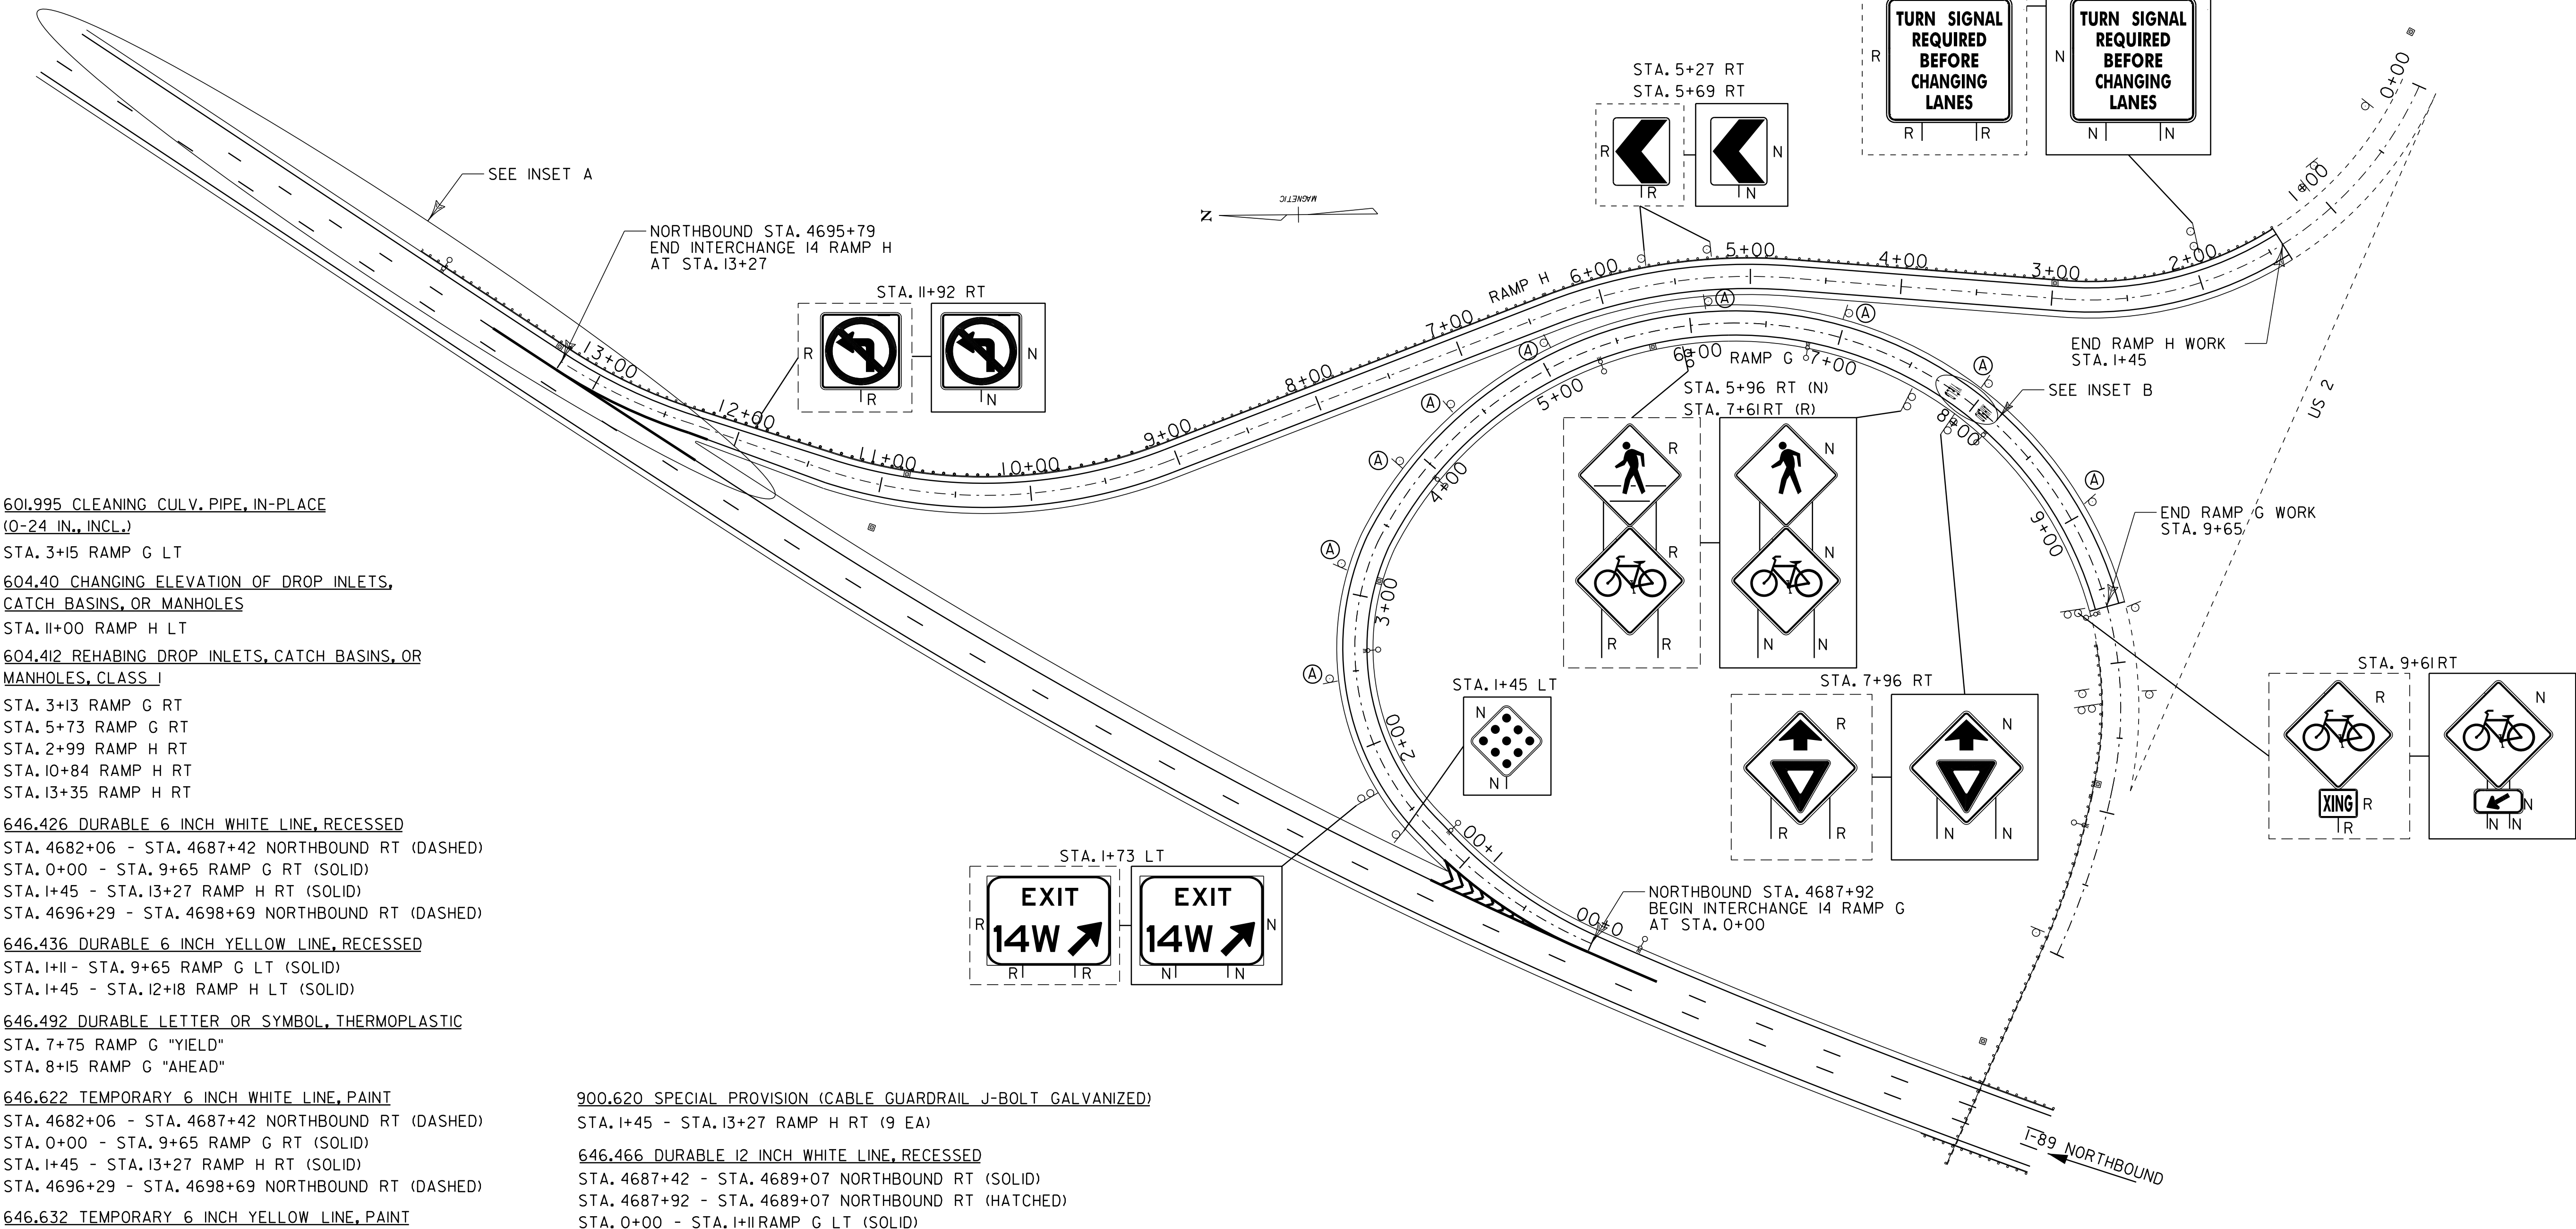 TURN SIGNAL
REQUIRED
BEFORE
CHANGING
LANES
R
R R
TURN SIGNAL
REQUIRED
BEFORE
CHANGING
LANES
N
N N
STA. 5+27 RT
STA. 5+69 RT
R
R
N
N
SEE INSET A
N
MAGNETIC
NORTHBOUND STA. 4695+79
END INTERCHANGE 14 RAMP H
AT STA. 13+27
STA. 11+92 RT
R
R
N
N
0+00
1+00
2+00
3+00
4+00
5+00
6+00
RAMP H
7+00
8+00
9+00
10+00
11+00
12+00
13+00
END RAMP H WORK
STA. 1+45
US 2
SEE INSET B
A
A
A
A
A
A
A
A
A
A
RAMP G
0+00
1+00
2+00
3+00
4+00
5+00
6+00
7+00
8+00
9+00
STA. 5+96 RT (N)
STA. 7+61 RT (R)
R
R
R R
N
N
N N
END RAMP G WORK
STA. 9+65
STA. 9+61 RT
R
XING R
R
N
N
N N
STA. 7+96 RT
R
R R
N
N N
STA. 1+45 LT
N
N
STA. 1+73 LT
R
EXIT
14W
R R
EXIT
14W
N
N N
NORTHBOUND STA. 4687+92
BEGIN INTERCHANGE 14 RAMP G
AT STA. 0+00
I-89 NORTHBOUND
601.995 CLEANING CULV. PIPE, IN-PLACE
(0-24 IN., INCL.)
STA. 3+15 RAMP G LT
604.40 CHANGING ELEVATION OF DROP INLETS,
CATCH BASINS, OR MANHOLES
STA. 11+00 RAMP H LT
604.412 REHABING DROP INLETS, CATCH BASINS, OR
MANHOLES, CLASS I
STA. 3+13 RAMP G RT
STA. 5+73 RAMP G RT
STA. 2+99 RAMP H RT
STA. 10+84 RAMP H RT
STA. 13+35 RAMP H RT
646.426 DURABLE 6 INCH WHITE LINE, RECESSED
STA. 4682+06 - STA. 4687+42 NORTHBOUND RT (DASHED)
STA. 0+00 - STA. 9+65 RAMP G RT (SOLID)
STA. 1+45 - STA. 13+27 RAMP H RT (SOLID)
STA. 4696+29 - STA. 4698+69 NORTHBOUND RT (DASHED)
646.436 DURABLE 6 INCH YELLOW LINE, RECESSED
STA. 1+11 - STA. 9+65 RAMP G LT (SOLID)
STA. 1+45 - STA. 12+18 RAMP H LT (SOLID)
646.492 DURABLE LETTER OR SYMBOL, THERMOPLASTIC
STA. 7+75 RAMP G "YIELD"
STA. 8+15 RAMP G "AHEAD"
646.622 TEMPORARY 6 INCH WHITE LINE, PAINT
STA. 4682+06 - STA. 4687+42 NORTHBOUND RT (DASHED)
STA. 0+00 - STA. 9+65 RAMP G RT (SOLID)
STA. 1+45 - STA. 13+27 RAMP H RT (SOLID)
STA. 4696+29 - STA. 4698+69 NORTHBOUND RT (DASHED)
646.632 TEMPORARY 6 INCH YELLOW LINE, PAINT
900.620 SPECIAL PROVISION (CABLE GUARDRAIL J-BOLT GALVANIZED)
STA. 1+45 - STA. 13+27 RAMP H RT (9 EA)
646.466 DURABLE 12 INCH WHITE LINE, RECESSED
STA. 4687+42 - STA. 4689+07 NORTHBOUND RT (SOLID)
STA. 4687+92 - STA. 4689+07 NORTHBOUND RT (HATCHED)
STA. 0+00 - STA. 1+11 RAMP G LT (SOLID)